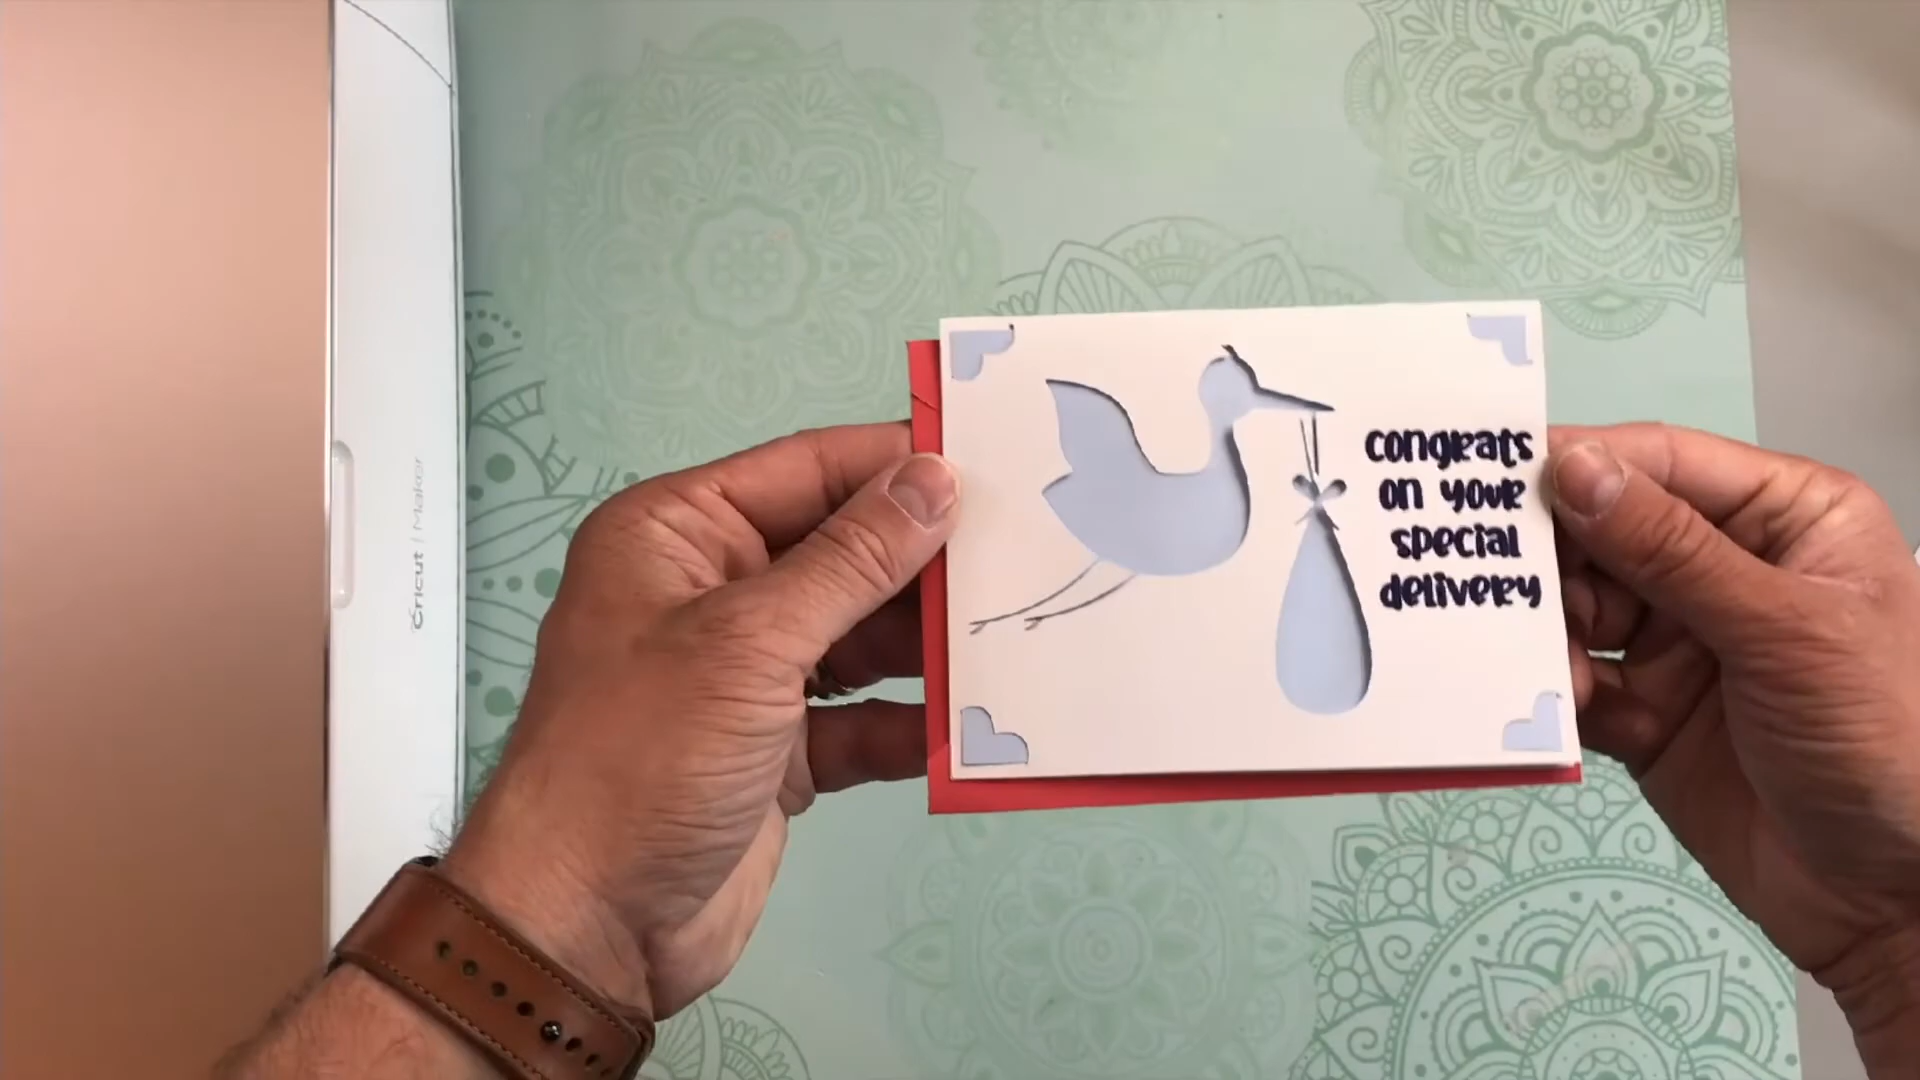 Cricut | Maker
congrats
on your
special
delivery